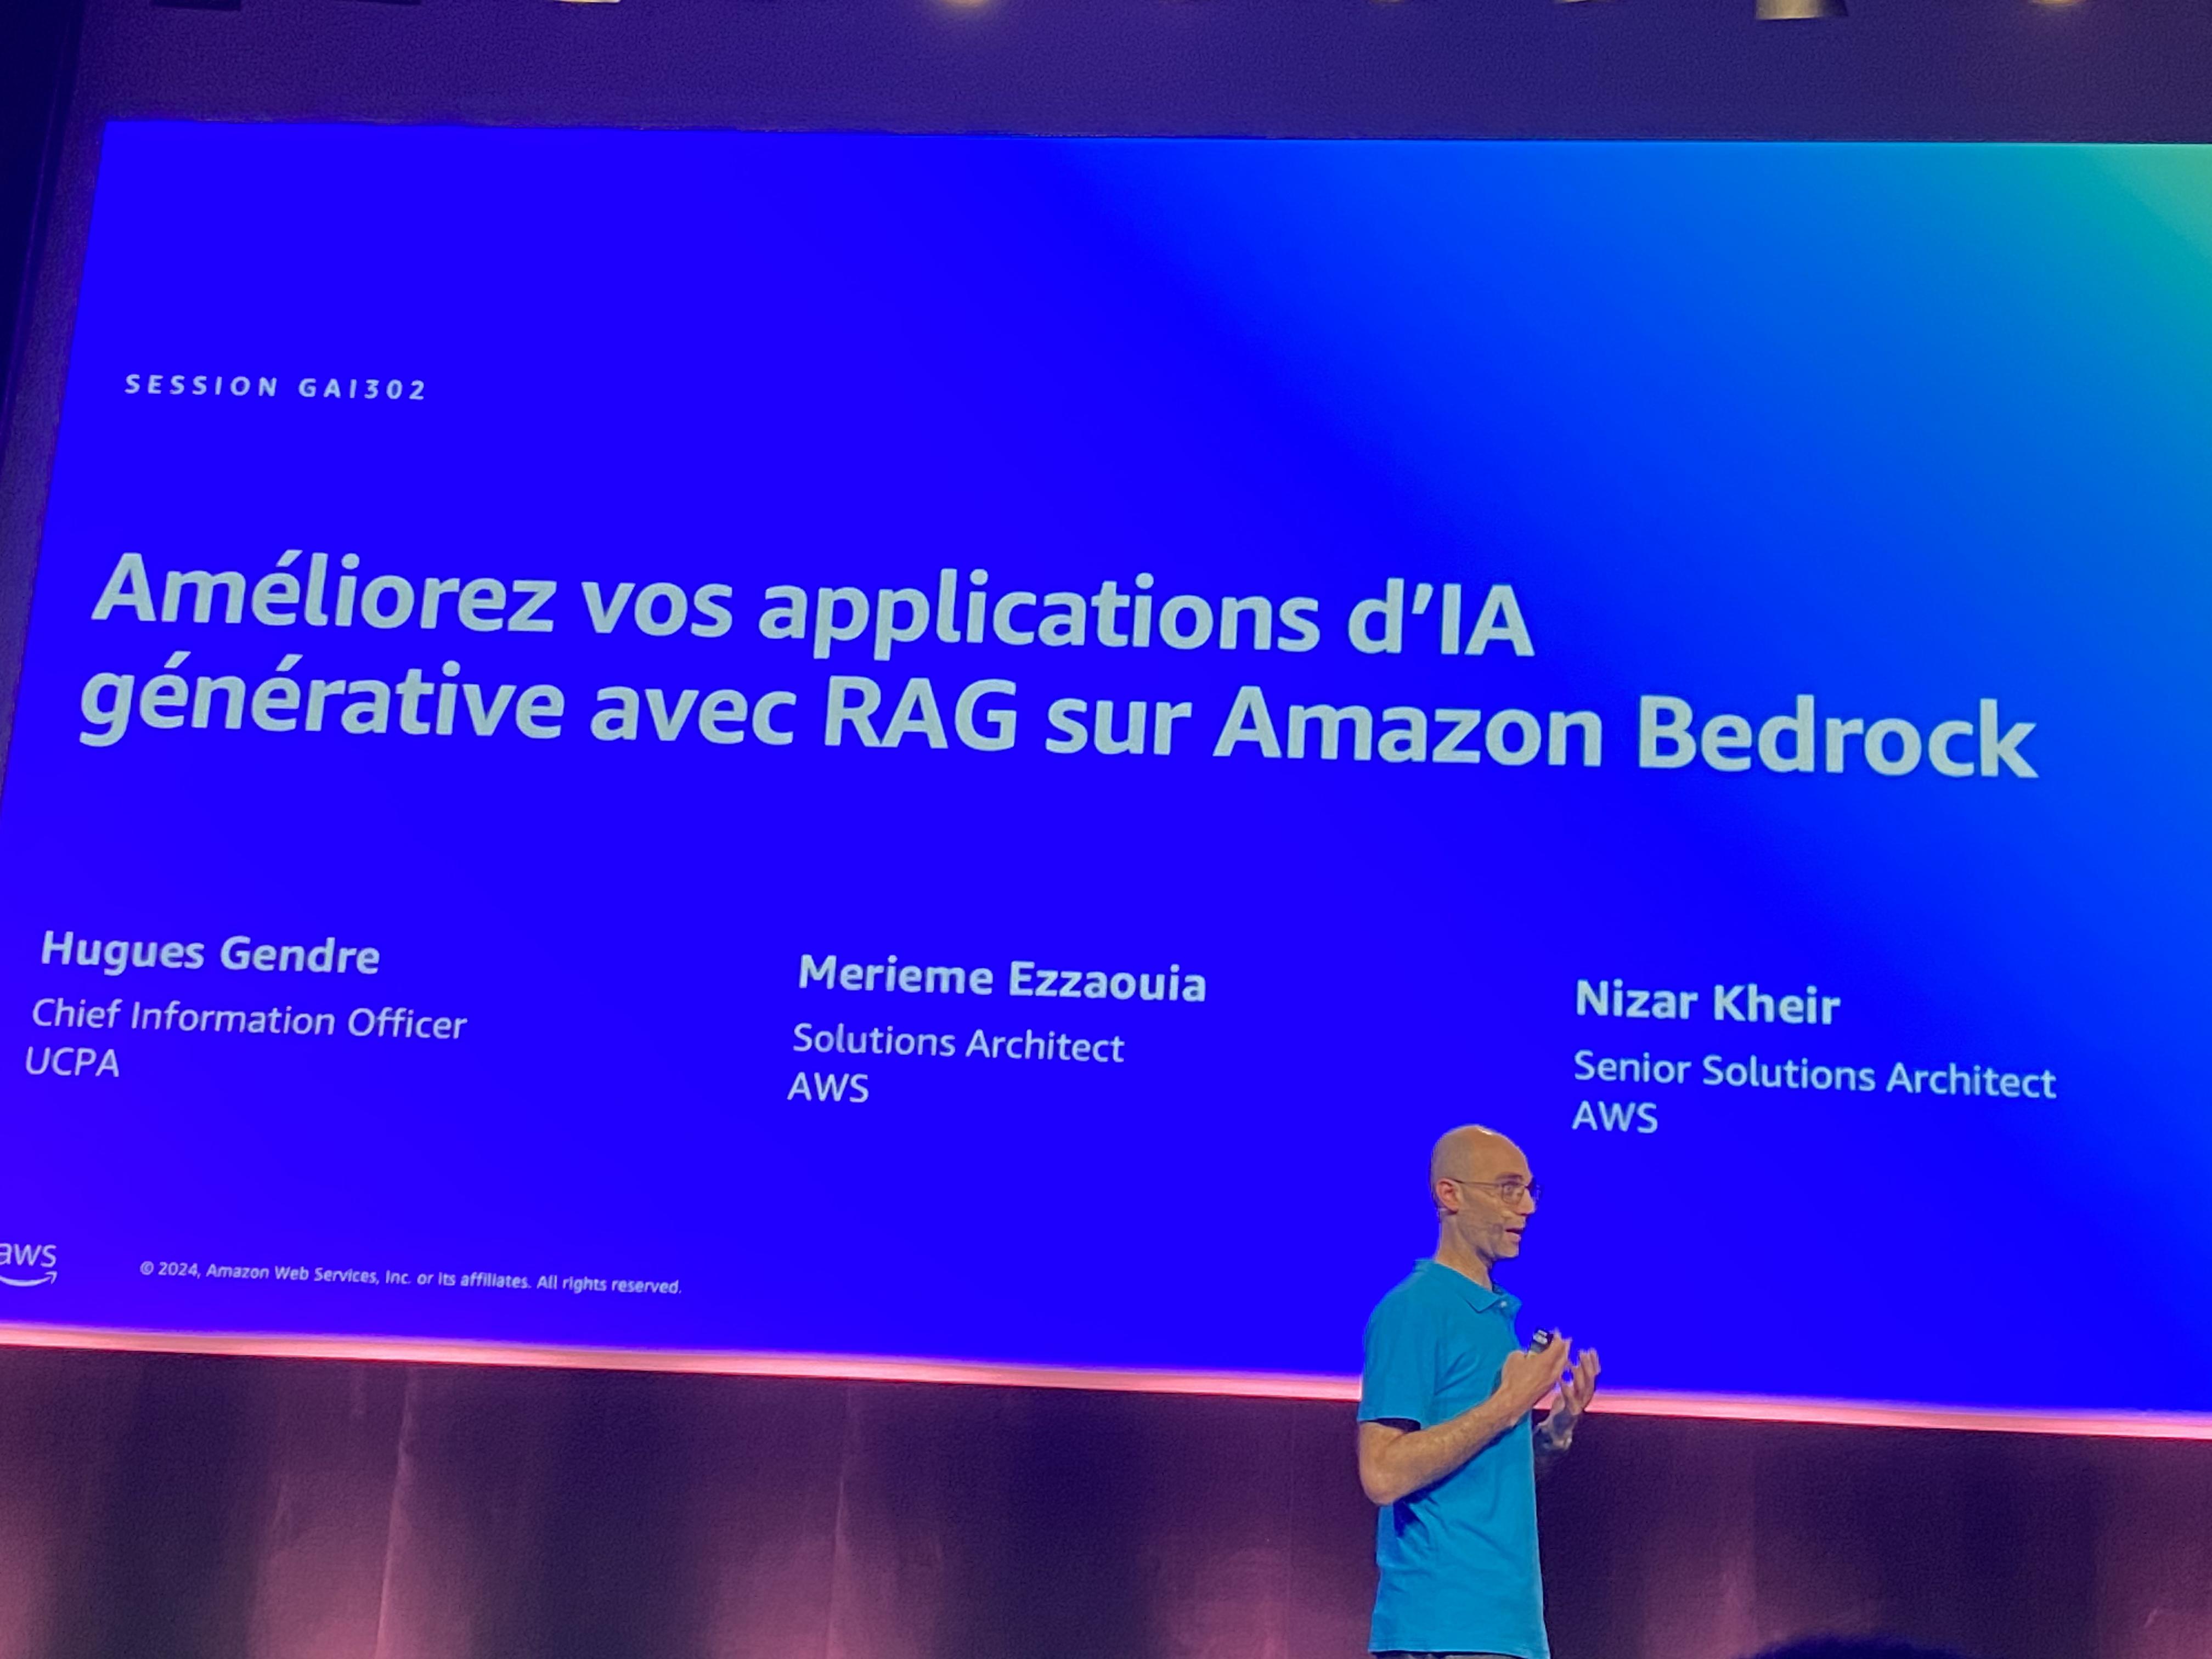 SESSION GAI302
Améliorez vos applications d’IA
générative avec RAG sur Amazon Bedrock
Hugues Gendre
Chief Information Officer
UCPA
Merieme Ezzaouia
Solutions Architect
AWS
Nizar Kheir
Senior Solutions Architect
AWS
aws
© 2024, Amazon Web Services, Inc. or its affiliates. All rights reserved.